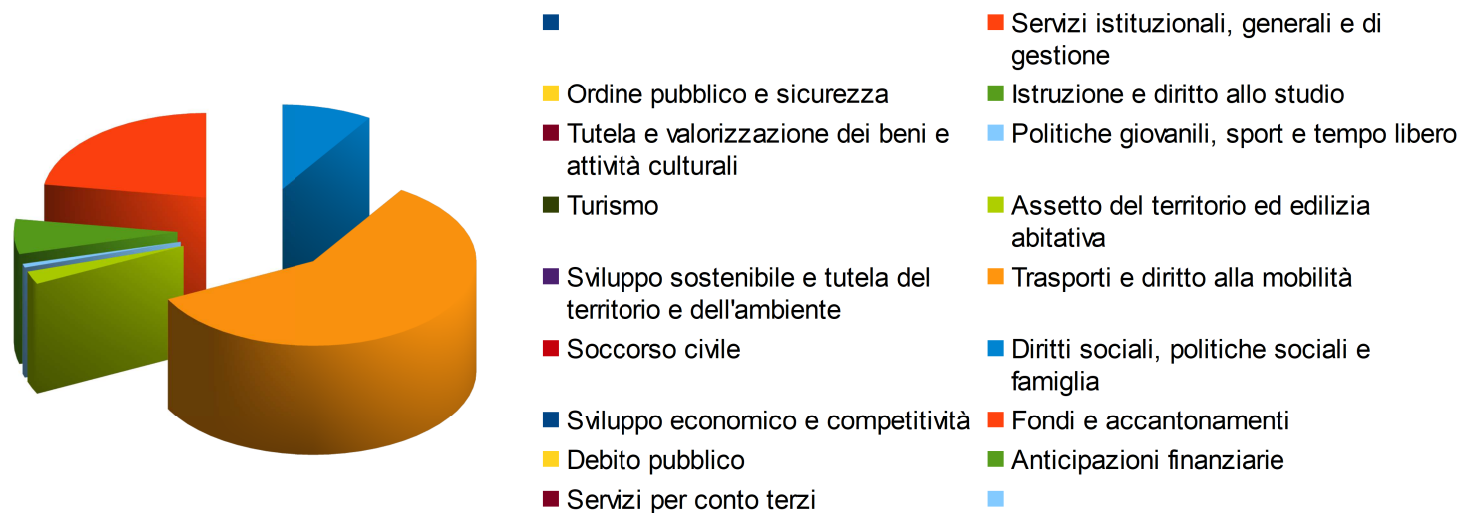 Servizi istituzionali, generali e di
gestione
Ordine pubblico e sicurezza
Istruzione e diritto allo studio
Tutela e valorizzazione dei beni e
attività culturali
Politiche giovanili, sport e tempo libero
Turismo
Assetto del territorio ed edilizia
abitativa
Sviluppo sostenibile e tutela del
territorio e dell'ambiente
Trasporti e diritto alla mobilità
Soccorso civile
Diritti sociali, politiche sociali e
famiglia
Sviluppo economico e competitività
Fondi e accantonamenti
Debito pubblico
Anticipazioni finanziarie
Servizi per conto terzi